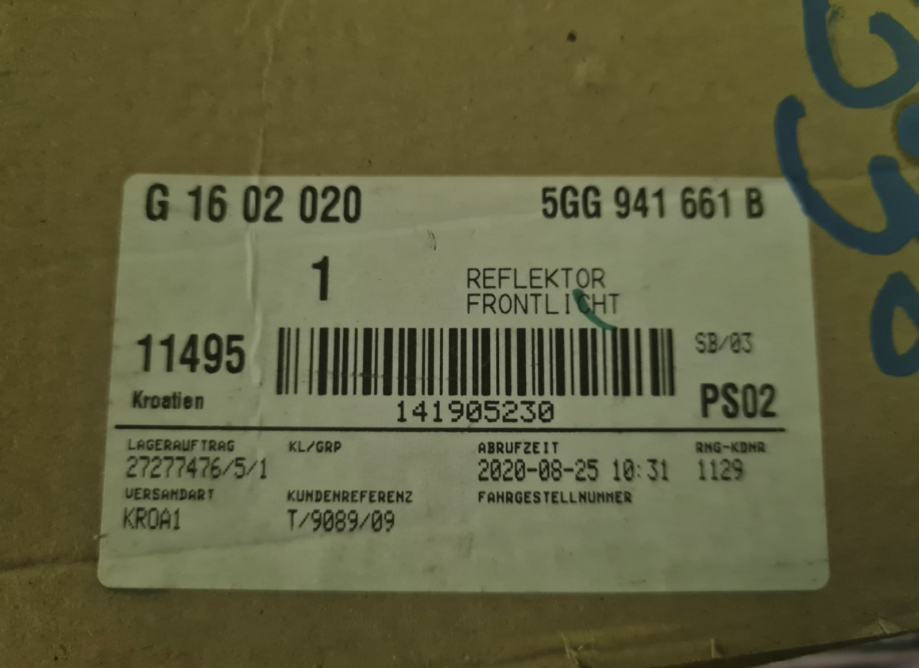 G 16 02 020 5GG 941 661 B
1 REFLEKTOR
FRONTLICHT
11495 SB/03
Kroatien 141905230 PS02
LAGERAUFTRAG KL/GRP ABRUFZEIT RNG-KDNR
27277476/5/1 2020-08-25 10:31 1129
VERSANDART KUNDENREFERENZ FAHRGESTELLNUMMER
KROA1 T/9089/09